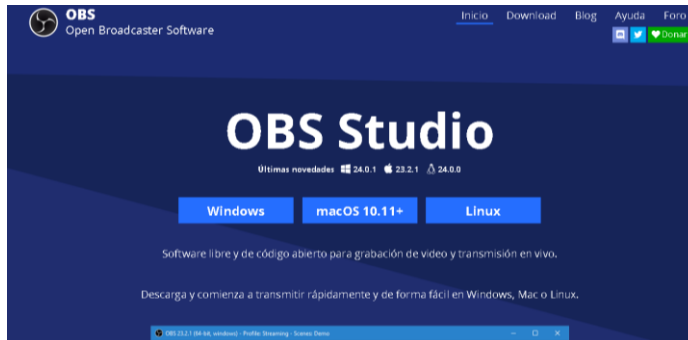 OBS
Open Broadcaster Software
Inicio Download Blog Ayuda Foro
Donar
OBS Studio
Últimas novedades 24.0.1 23.2.1 24.0.0
Windows macOS 10.11+ Linux
Software libre y de código abierto para grabación de video y transmisión en vivo.
Descarga y comienza a transmitir rápidamente y de forma fácil en Windows, Mac o Linux.
OBS 23.2.1 (64-bit, windows) - Profile: Streaming - Scenes: Demo